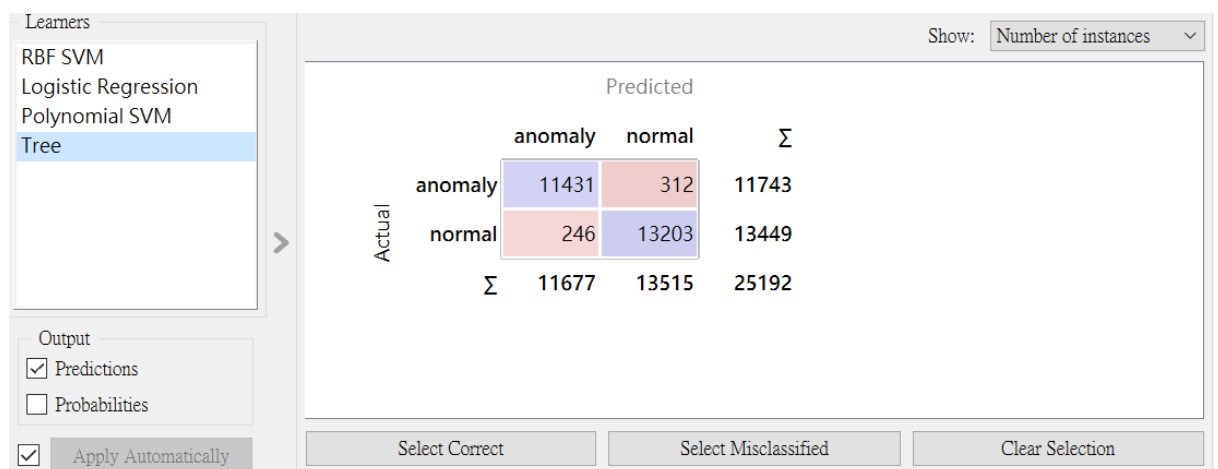 Learners
RBF SVM
Logistic Regression
Polynomial SVM
Tree
Output
Predictions
Probabilities
Apply Automatically
>
Show: Number of instances
Predicted
anomaly normal Σ
Actual
anomaly 11431 312 11743
normal 246 13203 13449
Σ 11677 13515 25192
Select Correct Select Misclassified Clear Selection